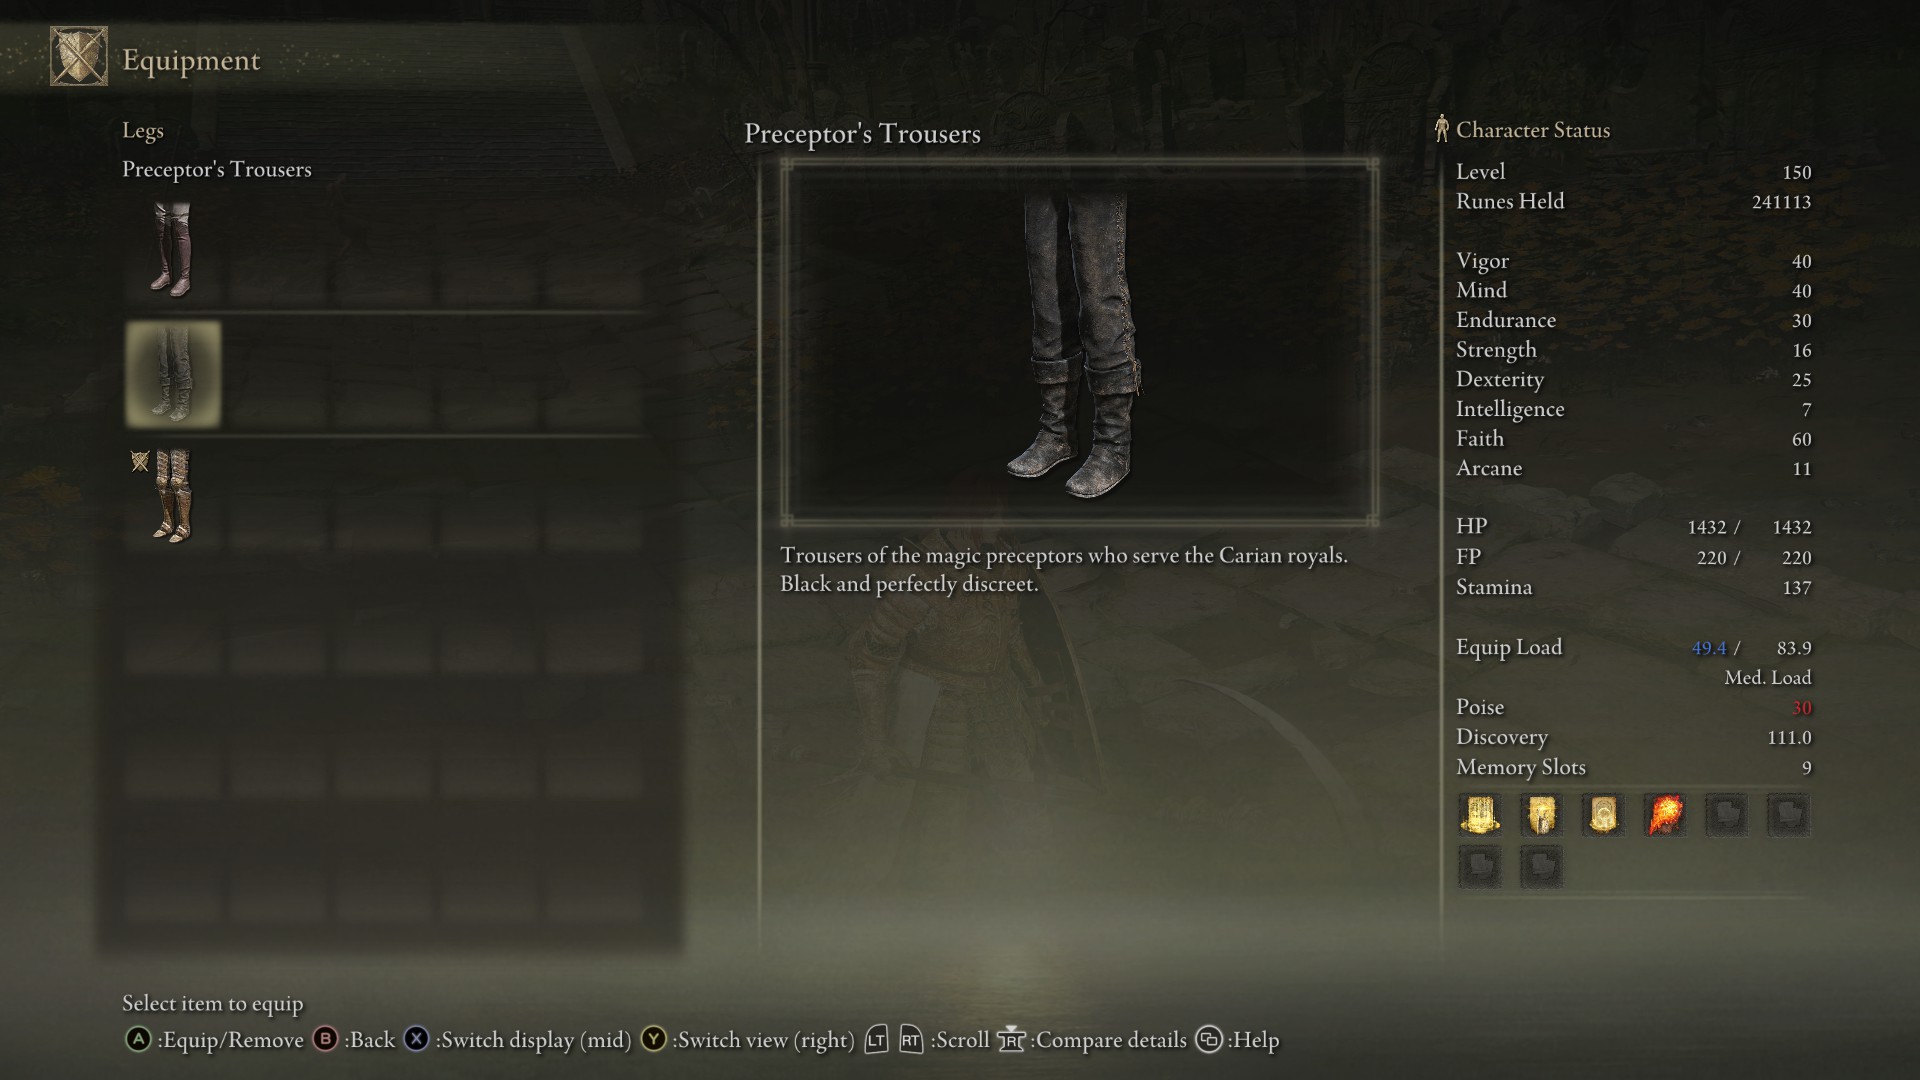 Equipment
Legs
Preceptor's Trousers
Preceptor's Trousers
Trousers of the magic preceptors who serve the Carian royals.
Black and perfectly discreet.
Character Status
Level 150
Runes Held 241113
Vigor 40
Mind 40
Endurance 30
Strength 16
Dexterity 25
Intelligence 7
Faith 60
Arcane 11
HP 1432 / 1432
FP 220 / 220
Stamina 137
Equip Load 49.4 / 83.9
Med. Load
Poise 30
Discovery 111.0
Memory Slots 9
Select item to equip
A :Equip/Remove B :Back X :Switch display (mid) Y :Switch view (right) LT RT :Scroll R :Compare details :Help